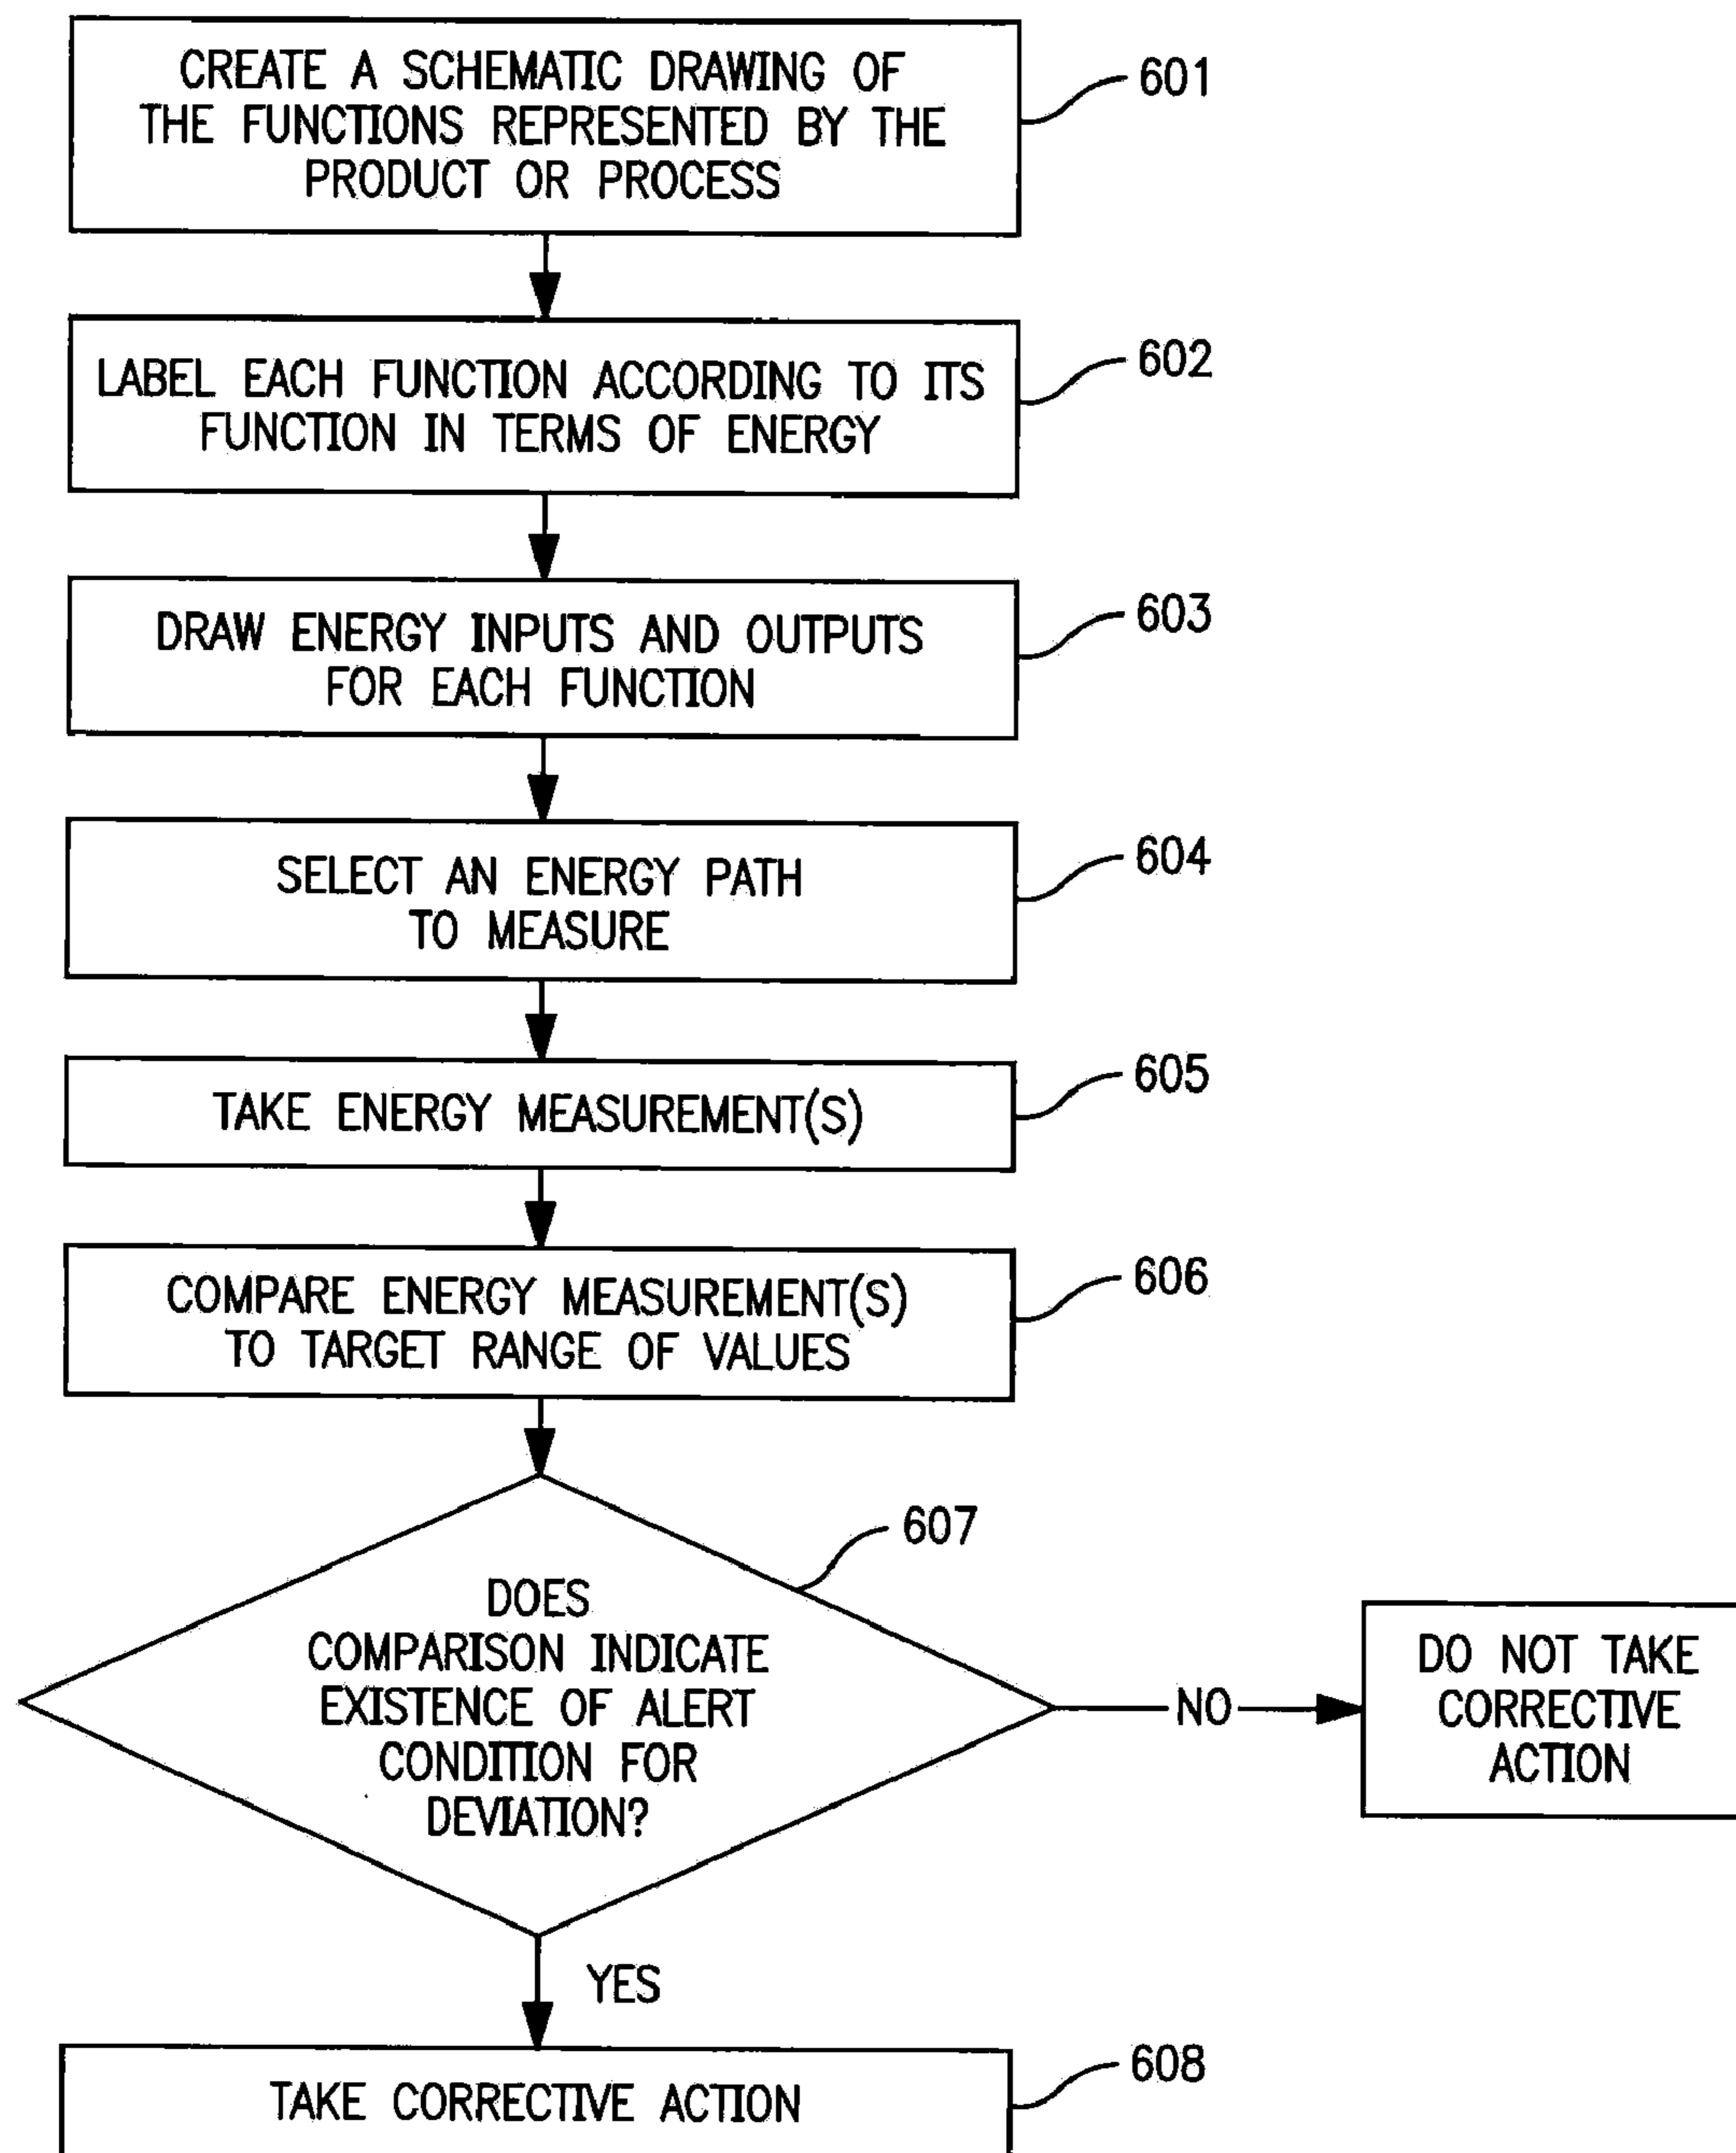 CREATE A SCHEMATIC DRAWING OF
THE FUNCTIONS REPRESENTED BY THE
PRODUCT OR PROCESS
601
LABEL EACH FUNCTION ACCORDING TO ITS
FUNCTION IN TERMS OF ENERGY
602
DRAW ENERGY INPUTS AND OUTPUTS
FOR EACH FUNCTION
603
SELECT AN ENERGY PATH
TO MEASURE
604
TAKE ENERGY MEASUREMENT(S)
605
COMPARE ENERGY MEASUREMENT(S)
TO TARGET RANGE OF VALUES
606
607
DOES
COMPARISON INDICATE
EXISTENCE OF ALERT
CONDITION FOR
DEVIATION?
NO
DO NOT TAKE
CORRECTIVE
ACTION
YES
TAKE CORRECTIVE ACTION
608